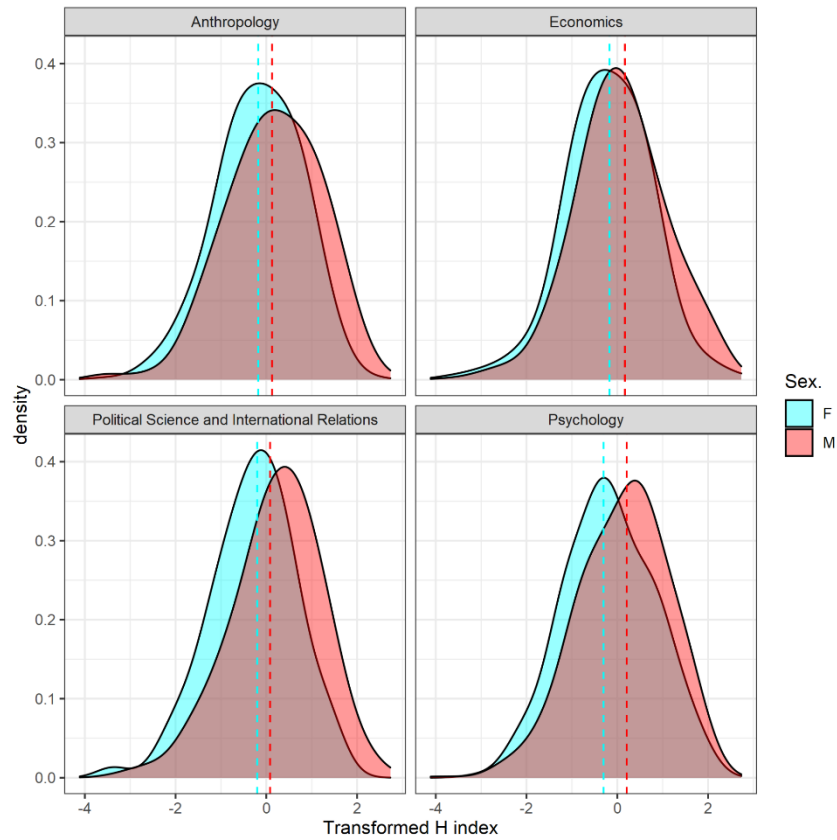 Anthropology
Economics
0.4
0.3
0.2
0.1
0.0
density
Political Science and International Relations
Psychology
0.4
0.3
0.2
0.1
0.0
-4
-2
0
2
-4
-2
0
2
Transformed H index
Sex.
F
M